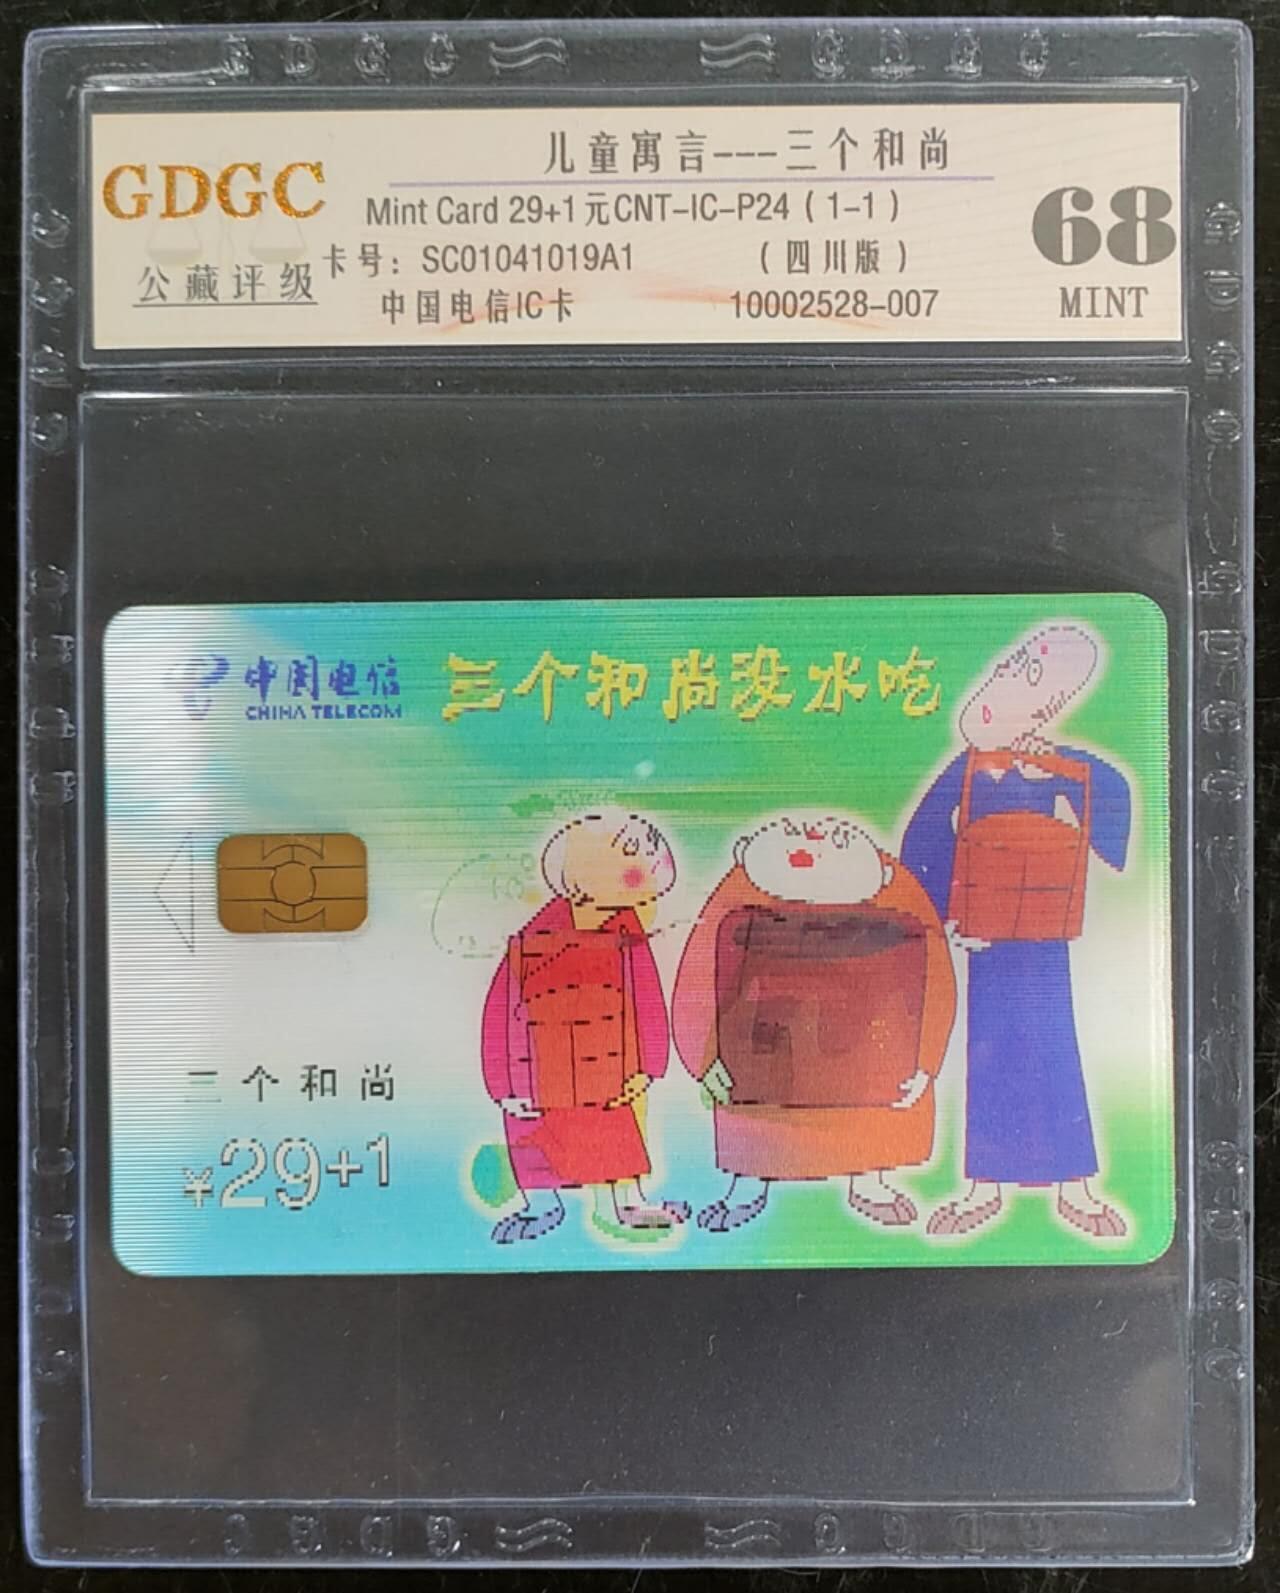 GDGC
公藏评级
儿童寓言---三个和尚
Mint Card 29+1元CNT-IC-P24（1-1）
卡号：SC01041019A1 （四川版）
中国电信IC卡 10002528-007
68
MINT
中国电信
CHINA TELECOM
三个和尚没水吃
三个和尚
¥29+1